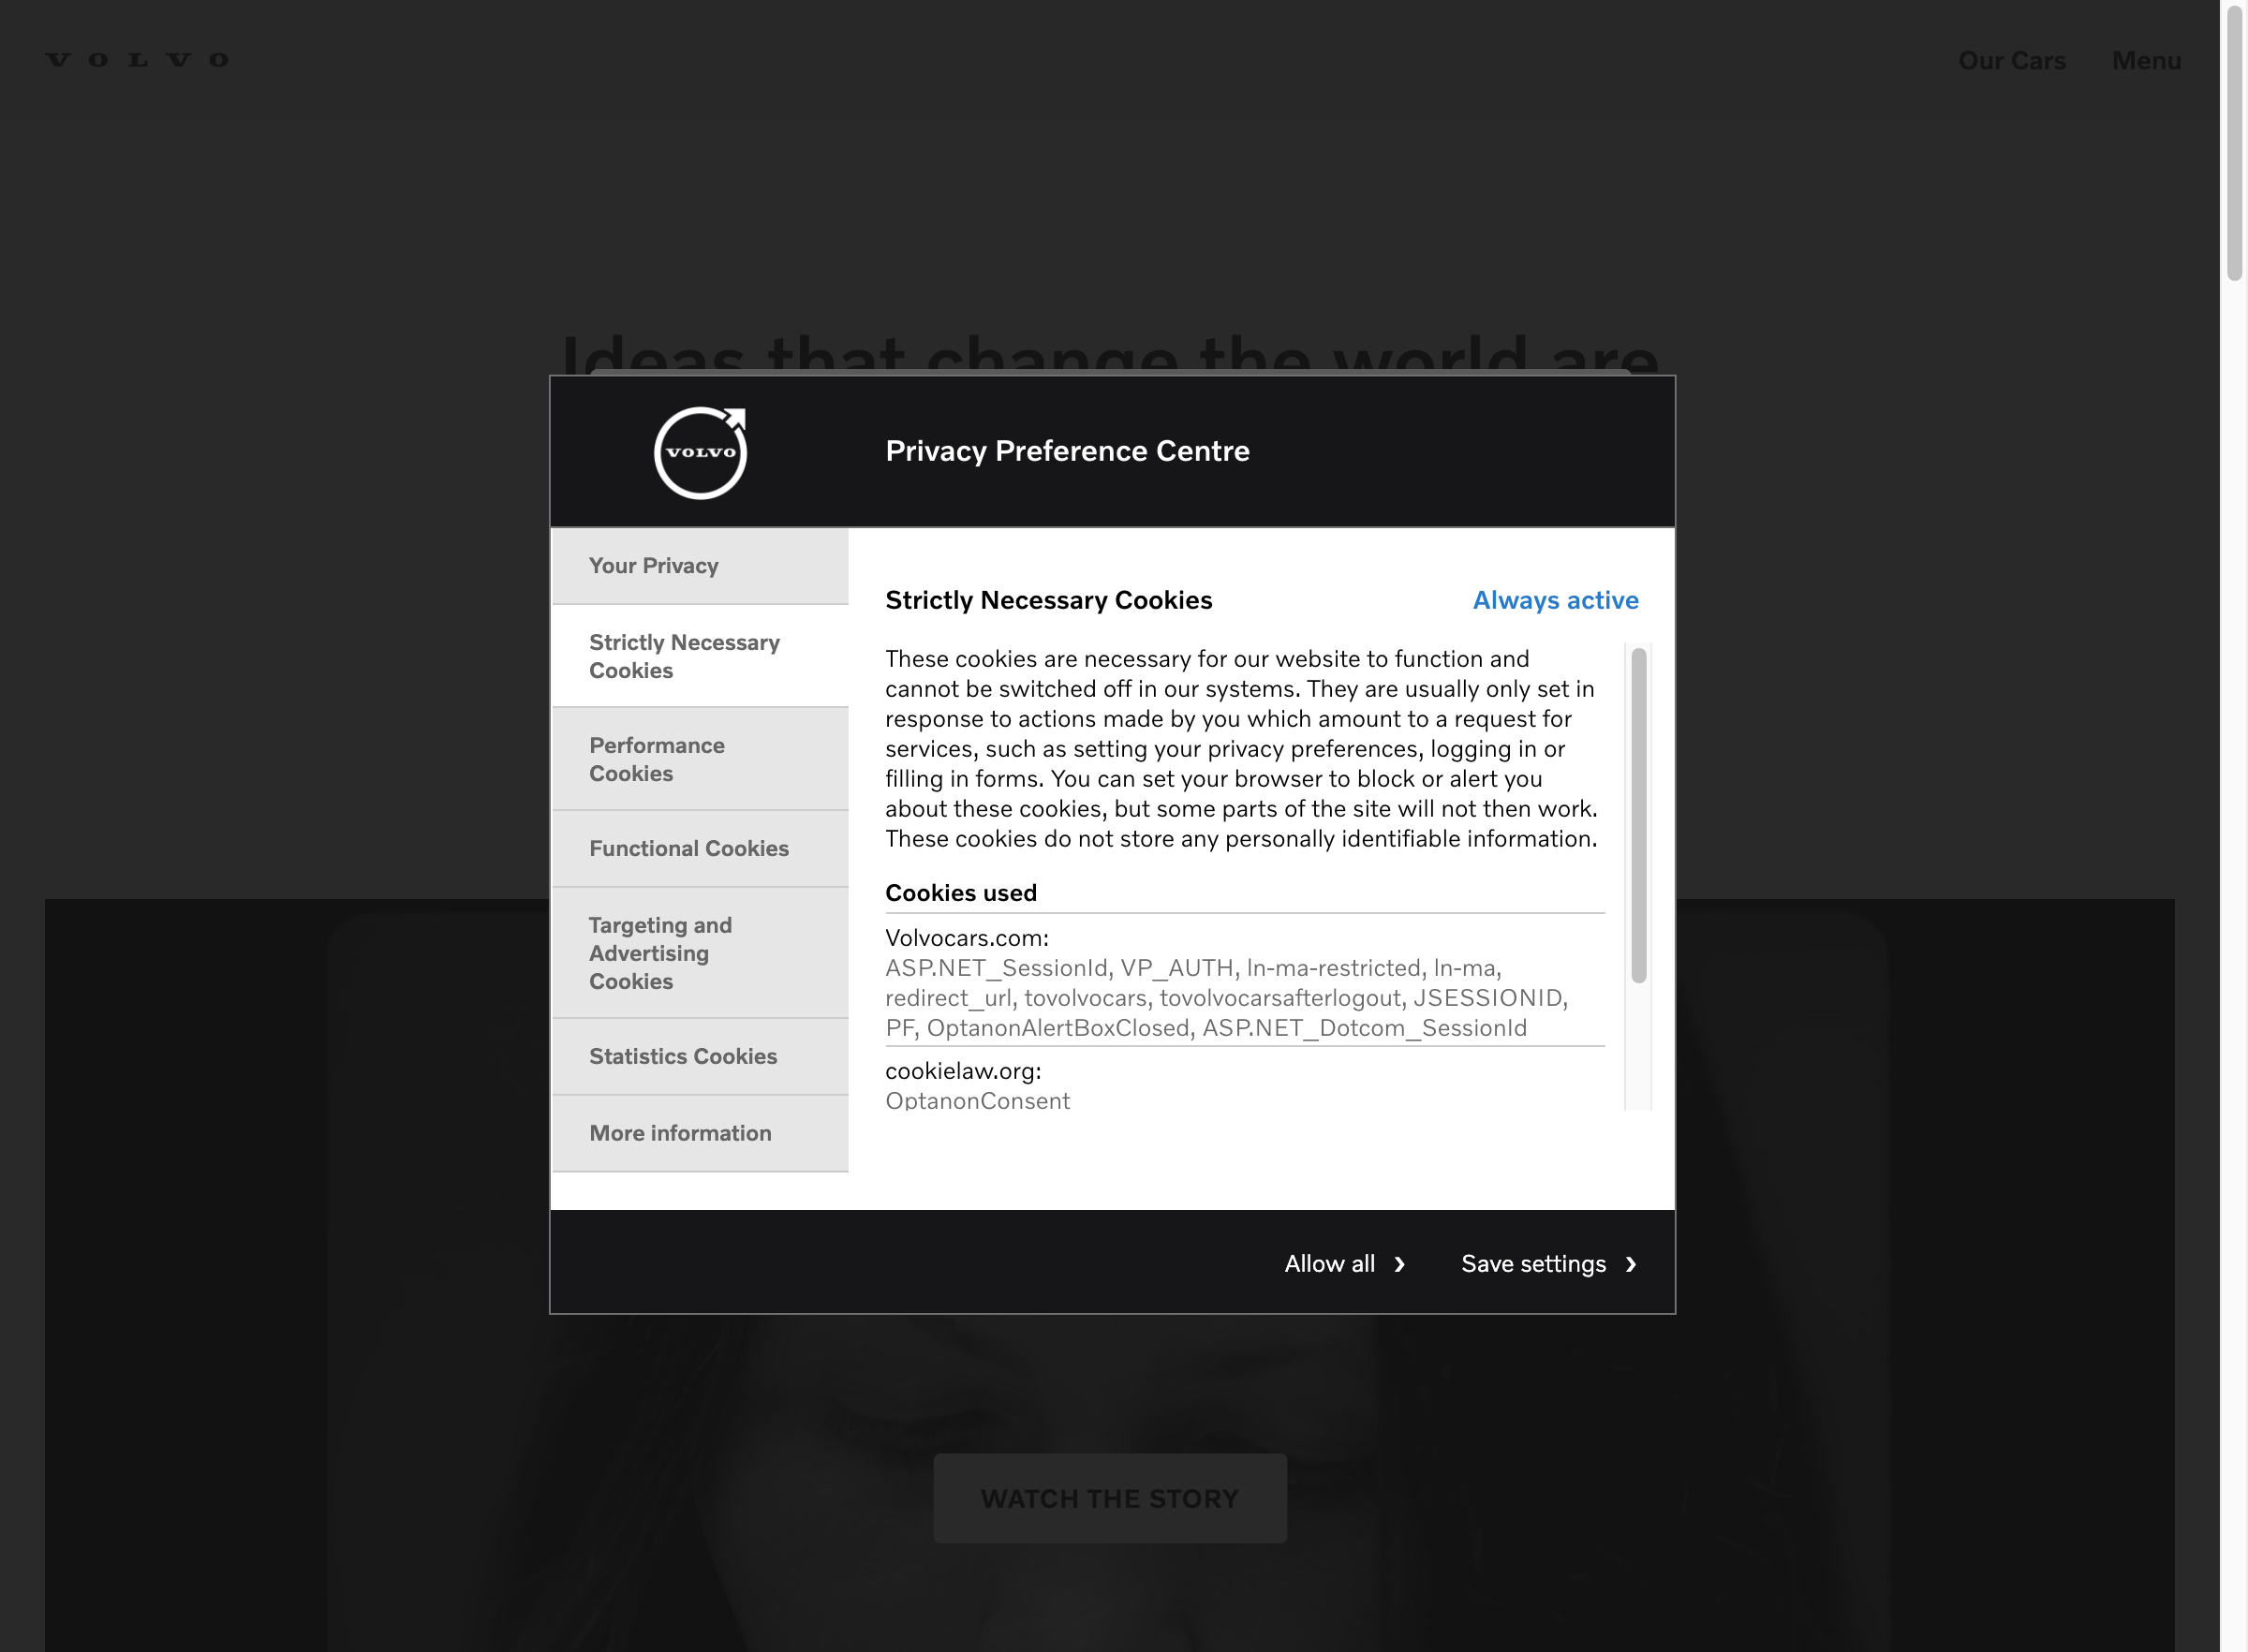 VOLVO
Our Cars
Menu
Ideas that change the world are
VOLVO
Privacy Preference Centre
Your Privacy
Strictly Necessary
Cookies
Performance
Cookies
Functional Cookies
Targeting and
Advertising
Cookies
Statistics Cookies
More information
Strictly Necessary Cookies
Always active
These cookies are necessary for our website to function and
cannot be switched off in our systems. They are usually only set in
response to actions made by you which amount to a request for
services, such as setting your privacy preferences, logging in or
filling in forms. You can set your browser to block or alert you
about these cookies, but some parts of the site will not then work.
These cookies do not store any personally identifiable information.
Cookies used
Volvocars.com:
ASP.NET_SessionId, VP_AUTH, ln-ma-restricted, ln-ma,
redirect_url, tovolvocars, tovolvocarsafterlogout, JSESSIONID,
PF, OptanonAlertBoxClosed, ASP.NET_Dotcom_SessionId
cookielaw.org:
OptanonConsent
Allow all
Save settings
WATCH THE STORY